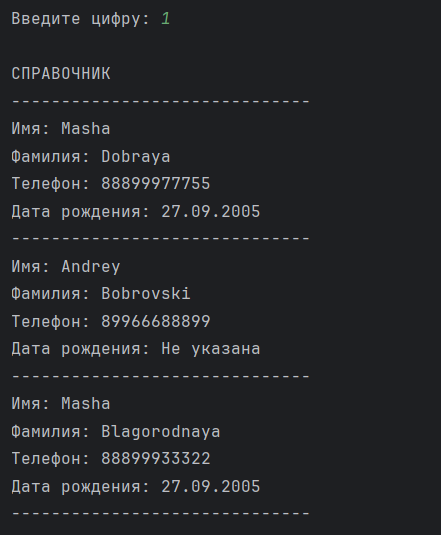 Введите цифру: 1
СПРАВОЧНИК
------------------------------
Имя: Masha
Фамилия: Dobraya
Телефон: 88899977755
Дата рождения: 27.09.2005
------------------------------
Имя: Andrey
Фамилия: Bobrovski
Телефон: 89966688899
Дата рождения: Не указана
------------------------------
Имя: Masha
Фамилия: Blagorodnaya
Телефон: 88899933322
Дата рождения: 27.09.2005
------------------------------